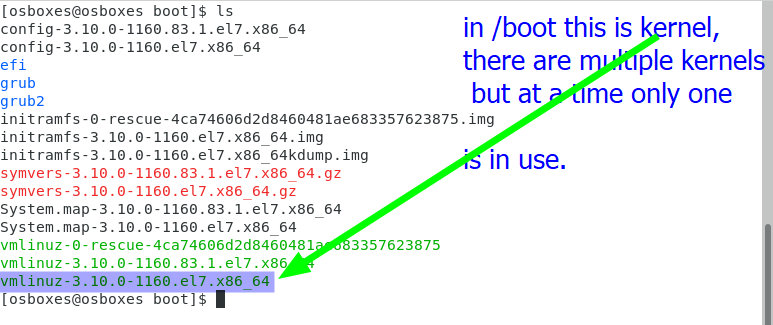 [osboxes@osboxes boot]$ ls
config-3.10.0-1160.83.1.el7.x86_64
config-3.10.0-1160.el7.x86_64
efi
grub
grub2
initramfs-0-rescue-4ca74606d2d8460481ae683357623875.img
initramfs-3.10.0-1160.el7.x86_64.img
initramfs-3.10.0-1160.el7.x86_64kdump.img
symvers-3.10.0-1160.83.1.el7.x86_64.gz
symvers-3.10.0-1160.el7.x86_64.gz
System.map-3.10.0-1160.83.1.el7.x86_64
System.map-3.10.0-1160.el7.x86_64
vmlinuz-0-rescue-4ca74606d2d8460481ae683357623875
vmlinuz-3.10.0-1160.83.1.el7.x86_64
vmlinuz-3.10.0-1160.el7.x86_64
[osboxes@osboxes boot]$
in /boot this is kernel,
there are multiple kernels
but at a time only one
is in use.